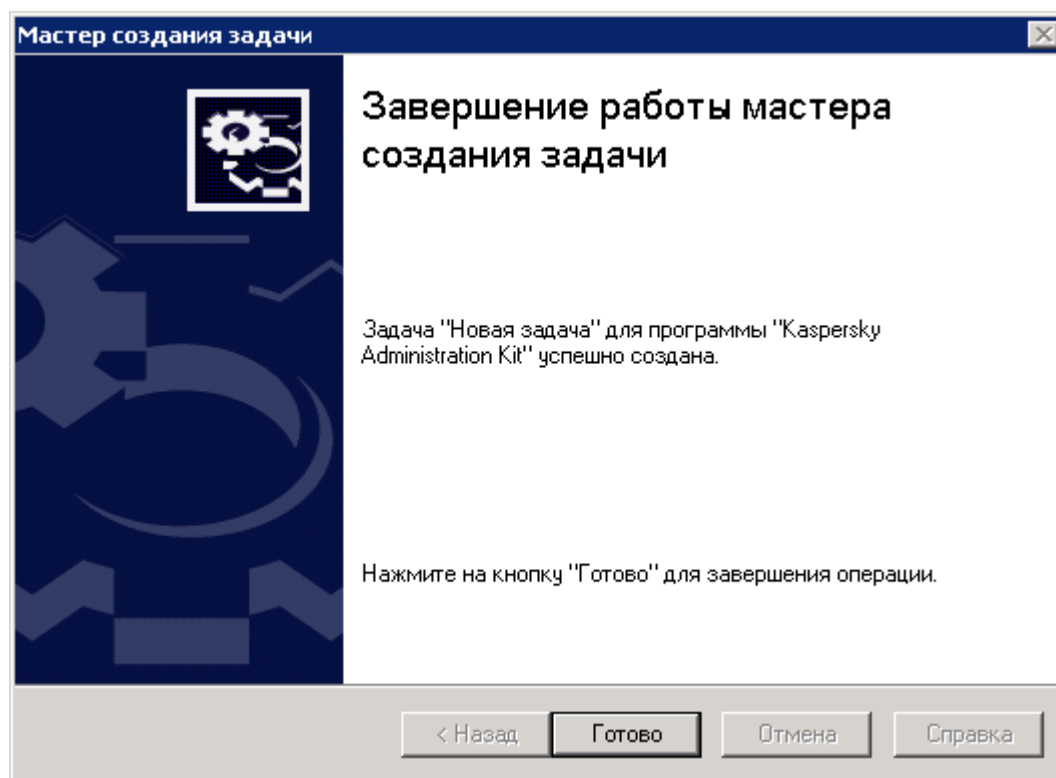 Мастер создания задачи
Завершение работы мастера
создания задачи
Задача "Новая задача" для программы "Kaspersky
Administration Kit" успешно создана.
Нажмите на кнопку "Готово" для завершения операции.
< Назад
Готово
Отмена
Справка